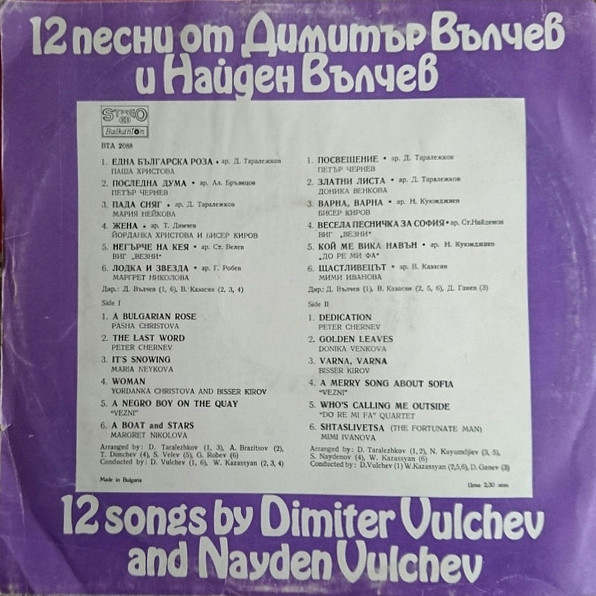 12 песни от Димитър Вълчев
и Найден Вълчев
STEREO
Balkanton
ВТА 2088
1. ЕДНА БЪЛГАРСКА РОЗА • ар. Д. Таралежков
ПАША ХРИСТОВА
2. ПОСЛЕДНА ДУМА • ар. Ал. Бръзицов
ПЕТЪР ЧЕРНЕВ
3. ПАДА СНЯГ • ар. Д. Таралежков
МАРИЯ НЕЙКОВА
4. ЖЕНА • ар. Т. Димчев
ЙОРДАНКА ХРИСТОВА И БИСЕР КИРОВ
5. НЕГЪРЧЕ НА КЕЯ • ар. Ст. Велев
ВИГ „ВЕЗНИ"
6. ЛОДКА И ЗВЕЗДА • ар. Г. Робев
МАРГРЕТ НИКОЛОВА
Дир.: Д. Вълчев (1, 6), В. Казасян (2, 3, 4)
Side I
1. A BULGARIAN ROSE
PASHA CHRISTOVA
2. THE LAST WORD
PETER CHERNEV
3. IT'S SNOWING
MARIA NEYKOVA
4. WOMAN
YORDANKA CHRISTOVA AND BISSER KIROV
5. A NEGRO BOY ON THE QUAY
"VEZNI"
6. A BOAT and STARS
MARGRET NIKOLOVA
Arranged by: D. Taralezhkov (1, 3), A. Brazitsov (2),
T. Dimchev (4), S. Velev (5), G. Robev (6)
Conducted by: D. Vulchev (1, 6), W. Kazassyan (2, 3, 4)
Made in Bulgaria
1. ПОСВЕЩЕНИЕ • ар. Д. Таралежков
ПЕТЪР ЧЕРНЕВ
2. ЗЛАТНИ ЛИСТА • ар. Д. Таралежков
ДОНИКА ВЕНКОВА
3. ВАРНА, ВАРНА • ар. Н. Куюмджиев
БИСЕР КИРОВ
4. ВЕСЕЛА ПЕСНИЧКА ЗА СОФИЯ • ар. Ст. Найденов
ВИГ „ВЕЗНИ"
5. КОЙ МЕ ВИКА НАВЪН • ар. Н. Куюмджиев
„ДО РЕ МИ ФА"
6. ЩАСТЛИВЕЦЪТ • ар. В. Казасян
МИМИ ИВАНОВА
Дир.: Д. Вълчев (1), В. Казасян (2, 5, 6), Д. Ганев (3)
Side II
1. DEDICATION
PETER CHERNEV
2. GOLDEN LEAVES
DONIKA VENKOVA
3. VARNA, VARNA
BISSER KIROV
4. A MERRY SONG ABOUT SOFIA
"VEZNI"
5. WHO'S CALLING ME OUTSIDE
"DO RE MI FA" QUARTET
6. SHTASLIVETSA (THE FORTUNATE MAN)
MIMI IVANOVA
Arranged by: D. Taralezhkov (1,2), N. Kuyumdjiev (3, 5),
S. Naydenov (4), W. Kazassyan (6)
Conducted by: D.Vulchev (1) W.Kazassyan (2,5,6), D. Ganev (3)
Цена 2,30 лева
12 songs by Dimiter Vulchev
and Nayden Vulchev